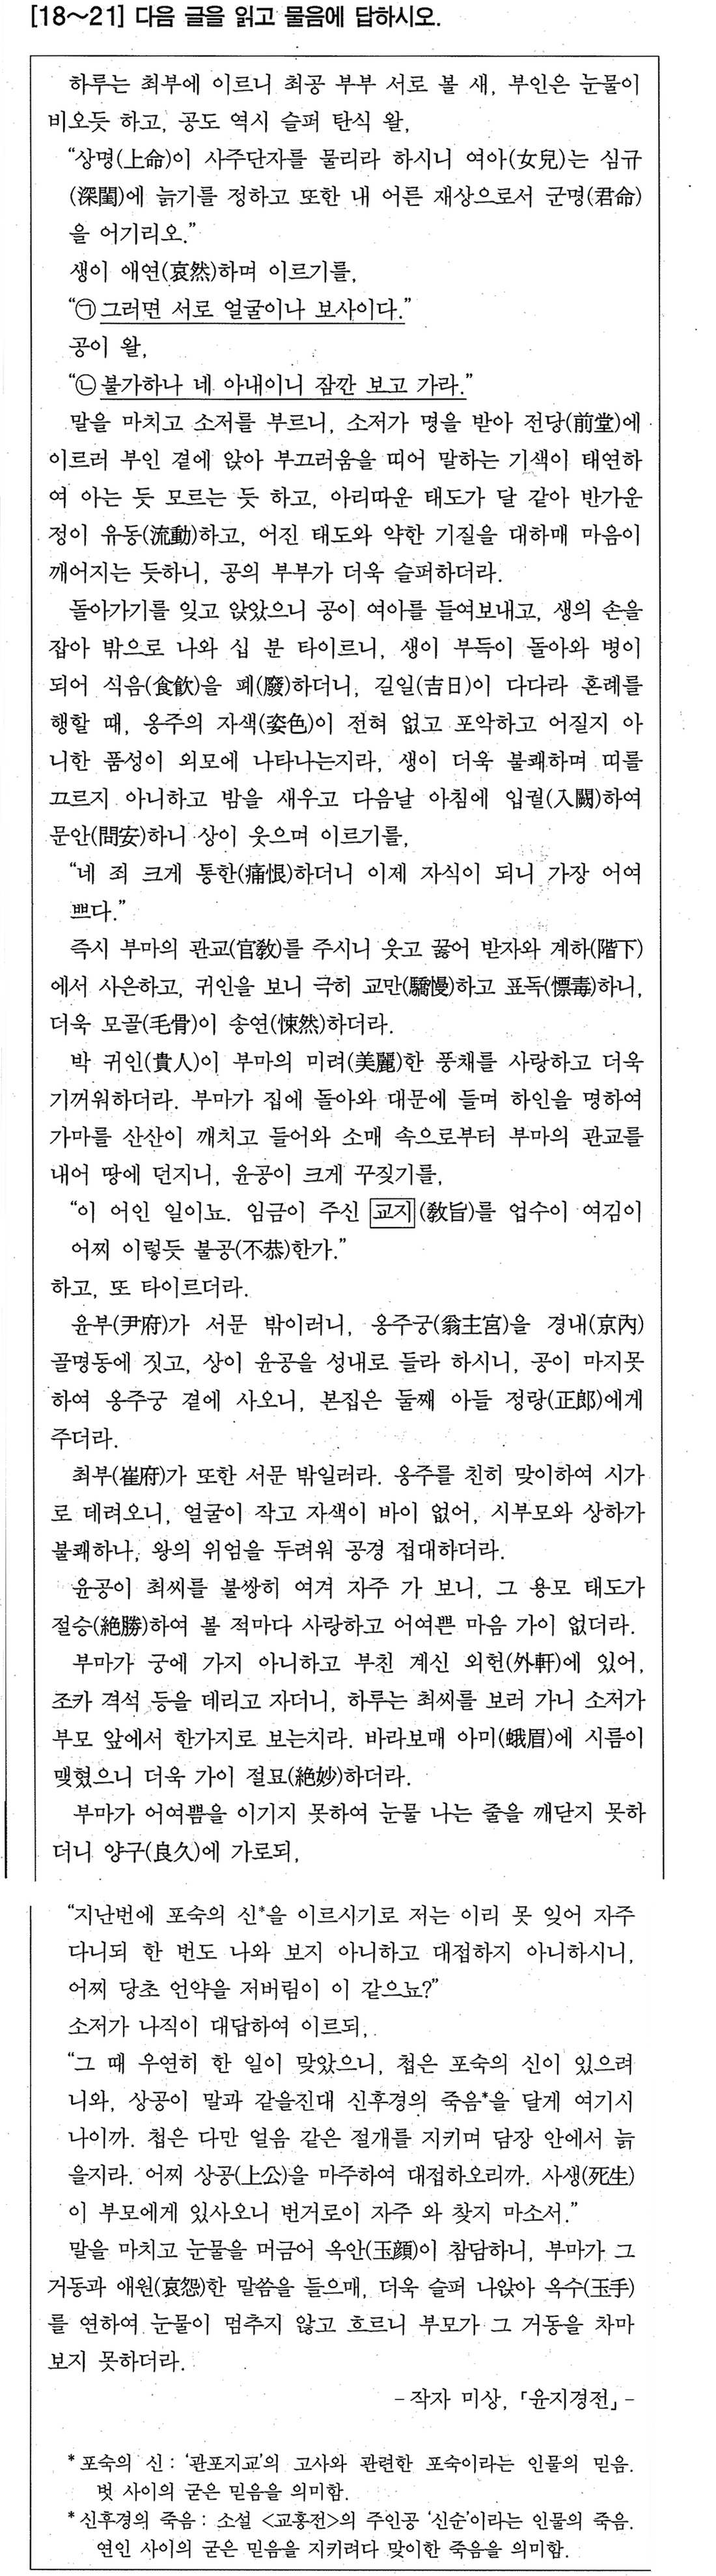 [18～21] 다음 글을 읽고 물음에 답하시오.
하루는 최부에 이르니 최공 부부 서로 볼 새, 부인은 눈물이
비오듯 하고, 공도 역시 슬퍼 탄식 왈,
“상명(上命)이 사주단자를 물리라 하시니 여아(女兒)는 심규
(深閨)에 늙기를 정하고 또한 내 어른 재상으로서 군명(君命)
을 어기리오.”
생이 애연(哀然)하며 이르기를,
“㉠그러면 서로 얼굴이나 보사이다.”
공이 왈,
“㉡불가하나 네 아내이니 잠깐 보고 가라.”
말을 마치고 소저를 부르니, 소저가 명을 받아 전당(前堂)에
이르러 부인 곁에 앉아 부끄러움을 띠어 말하는 기색이 태연하
여 아는 듯 모르는 듯 하고, 아리따운 태도가 달 같아 반가운
정이 유동(流動)하고, 어진 태도와 약한 기질을 대하매 마음이
깨어지는 듯하니, 공의 부부가 더욱 슬퍼하더라.
돌아가기를 잊고 앉았으니 공이 여아를 들여보내고, 생의 손을
잡아 밖으로 나와 십 분 타이르니, 생이 부득이 돌아와 병이
되어 식음(食飮)을 폐(廢)하더니, 길일(吉日)이 다다라 혼례를
행할 때, 옹주의 자색(姿色)이 전혀 없고 포악하고 어질지 아
니한 품성이 외모에 나타나는지라, 생이 더욱 불쾌하며 띠를
끄르지 아니하고 밤을 새우고 다음날 아침에 입궐(入闕)하여
문안(問安)하니 상이 웃으며 이르기를,
“네 죄 크게 통한(痛恨)하더니 이제 자식이 되니 가장 어여
쁘다.”
즉시 부마의 관교(官敎)를 주시니 웃고 꿇어 받자와 계하(階下)
에서 사은하고, 귀인을 보니 극히 교만(驕慢)하고 표독(慓毒)하니,
더욱 모골(毛骨)이 송연(悚然)하더라.
박 귀인(貴人)이 부마의 미려(美麗)한 풍채를 사랑하고 더욱
기꺼워하더라. 부마가 집에 돌아와 대문에 들며 하인을 명하여
가마를 산산이 깨치고 들어와 소매 속으로부터 부마의 관교를
내어 땅에 던지니, 윤공이 크게 꾸짖기를,
“이 어인 일이뇨. 임금이 주신 교지(敎旨)를 업수이 여김이
어찌 이렇듯 불공(不恭)한가.”
하고, 또 타이르더라.
윤부(尹府)가 서문 밖이러니, 옹주궁(翁主宮)을 경내(京內)
골명동에 짓고, 상이 윤공을 성내로 들라 하시니, 공이 마지못
하여 옹주궁 곁에 사오니, 본집은 둘째 아들 정랑(正郎)에게
주더라.
최부(崔府)가 또한 서문 밖일러라. 옹주를 친히 맞이하여 시가
로 데려오니, 얼굴이 작고 자색이 바이 없어, 시부모와 상하가
불쾌하나, 왕의 위엄을 두려워 공경 접대하더라.
윤공이 최씨를 불쌍히 여겨 자주 가 보니, 그 용모 태도가
절승(絶勝)하여 볼 적마다 사랑하고 어여쁜 마음 가이 없더라.
부마가 궁에 가지 아니하고 부친 계신 외헌(外軒)에 있어,
조카 격석 등을 데리고 자더니, 하루는 최씨를 보러 가니 소저가
부모 앞에서 한가지로 보는지라. 바라보매 아미(蛾眉)에 시름이
맺혔으니 더욱 가이 절묘(絶妙)하더라.
부마가 어여쁨을 이기지 못하여 눈물 나는 줄을 깨닫지 못하
더니 양구(良久)에 가로되,
“지난번에 포숙의 신*을 이르시기로 저는 이리 못 잊어 자주
다니되 한 번도 나와 보지 아니하고 대접하지 아니하시니,
어찌 당초 언약을 저버림이 이 같으뇨?”
소저가 나직이 대답하여 이르되,
“그 때 우연히 한 일이 맞았으니, 첩은 포숙의 신이 있으려
니와, 상공이 말과 같을진대 신후경의 죽음*을 달게 여기시
나이까. 첩은 다만 얼음 같은 절개를 지키며 담장 안에서 늙
을지라. 어찌 상공(上公)을 마주하여 대접하오리까. 사생(死生)
이 부모에게 있사오니 번거로이 자주 와 찾지 마소서.”
말을 마치고 눈물을 머금어 옥안(玉顔)이 참담하니, 부마가 그
거동과 애원(哀怨)한 말씀을 들으매, 더욱 슬퍼 나앉아 옥수(玉手)
를 연하여 눈물이 멈추지 않고 흐르니 부모가 그 거동을 차마
보지 못하더라.
- 작자 미상, 「윤지경전」 -
* 포숙의 신 : ‘관포지교’의 고사와 관련한 포숙이라는 인물의 믿음.
벗 사이의 굳은 믿음을 의미함.
* 신후경의 죽음 : 소설 <교홍전>의 주인공 ‘신순’이라는 인물의 죽음.
연인 사이의 굳은 믿음을 지키려다 맞이한 죽음을 의미함.